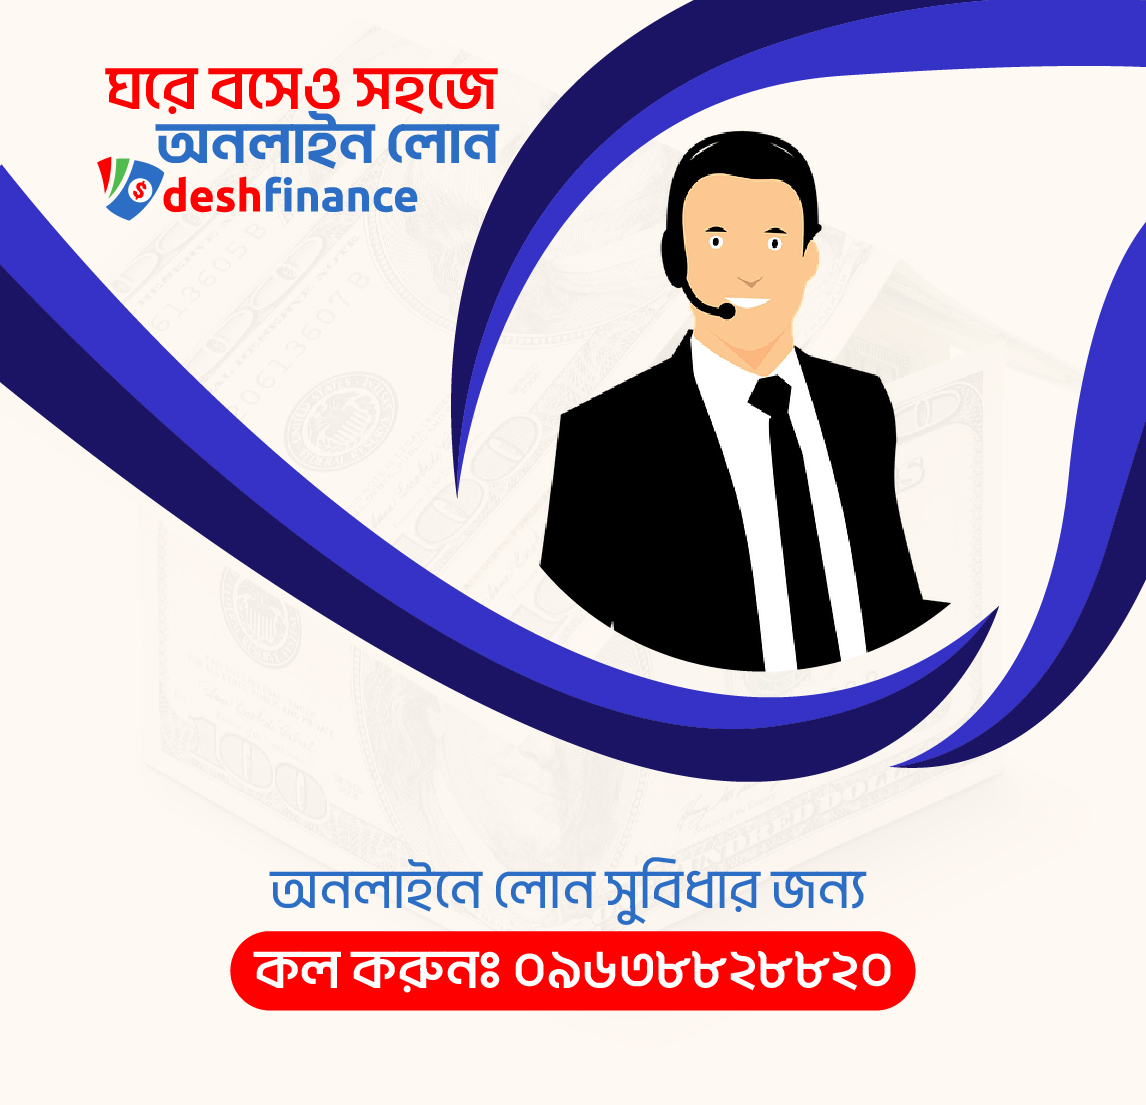 ঘরে বসেও সহজে
অনলাইন লোন
deshfinance
অনলাইনে লোন সুবিধার জন্য
কল করুনঃ ০৯৬৩৮৮২৮৮২০